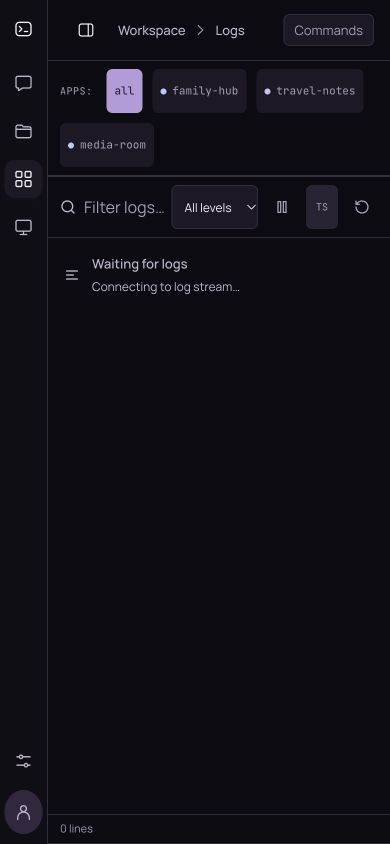 Workspace > Logs Commands
APPS: all family-hub travel-notes
media-room
Filter logs... All levels TS
Waiting for logs
Connecting to log stream...
0 lines